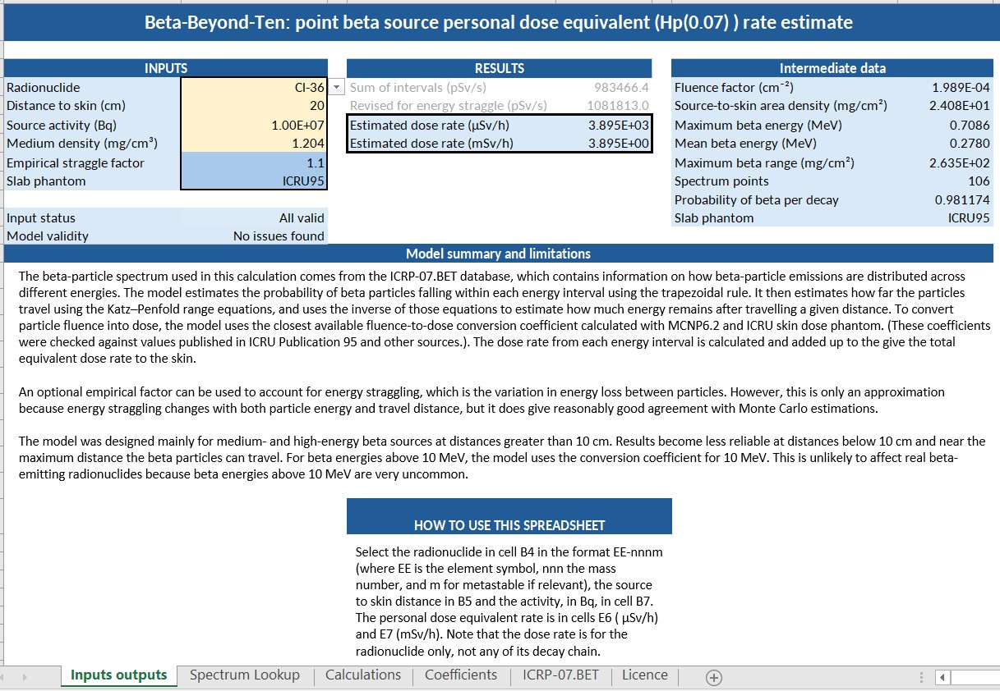 Beta-Beyond-Ten: point beta source personal dose equivalent (Hp(0.07) ) rate estimate
INPUTS
Radionuclide Cl-36
Distance to skin (cm) 20
Source activity (Bq) 1.00E+07
Medium density (mg/cm³) 1.204
Empirical straggle factor 1.1
Slab phantom ICRU95
Input status All valid
Model validity No issues found
RESULTS
Sum of intervals (pSv/s) 983466.4
Revised for energy straggle (pSv/s) 1081813.0
Estimated dose rate (µSv/h) 3.895E+03
Estimated dose rate (mSv/h) 3.895E+00
Intermediate data
Fluence factor (cm⁻²) 1.989E-04
Source-to-skin area density (mg/cm²) 2.408E+01
Maximum beta energy (MeV) 0.7086
Mean beta energy (MeV) 0.2780
Maximum beta range (mg/cm²) 2.635E+02
Spectrum points 106
Probability of beta per decay 0.981174
Slab phantom ICRU95
Model summary and limitations
The beta-particle spectrum used in this calculation comes from the ICRP-07.BET database, which contains information on how beta-particle emissions are distributed across
different energies. The model estimates the probability of beta particles falling within each energy interval using the trapezoidal rule. It then estimates how far the particles
travel using the Katz–Penfold range equations, and uses the inverse of those equations to estimate how much energy remains after travelling a given distance. To convert
particle fluence into dose, the model uses the closest available fluence-to-dose conversion coefficient calculated with MCNP6.2 and ICRU skin dose phantom. (These coefficients
were checked against values published in ICRU Publication 95 and other sources.). The dose rate from each energy interval is calculated and added up to the give the total
equivalent dose rate to the skin.
An optional empirical factor can be used to account for energy straggling, which is the variation in energy loss between particles. However, this is only an approximation
because energy straggling changes with both particle energy and travel distance, but it does give reasonably good agreement with Monte Carlo estimations.
The model was designed mainly for medium- and high-energy beta sources at distances greater than 10 cm. Results become less reliable at distances below 10 cm and near the
maximum distance the beta particles can travel. For beta energies above 10 MeV, the model uses the conversion coefficient for 10 MeV. This is unlikely to affect real beta-
emitting radionuclides because beta energies above 10 MeV are very uncommon.
HOW TO USE THIS SPREADSHEET
Select the radionuclide in cell B4 in the format EE-nnnm
(where EE is the element symbol, nnn the mass
number, and m for metastable if relevant), the source
to skin distance in B5 and the activity, in Bq, in cell B7.
The personal dose equivalent rate is in cells E6 ( µSv/h)
and E7 (mSv/h). Note that the dose rate is for the
radionuclide only, not any of its decay chain.
Inputs outputs Spectrum Lookup Calculations Coefficients ICRP-07.BET Licence